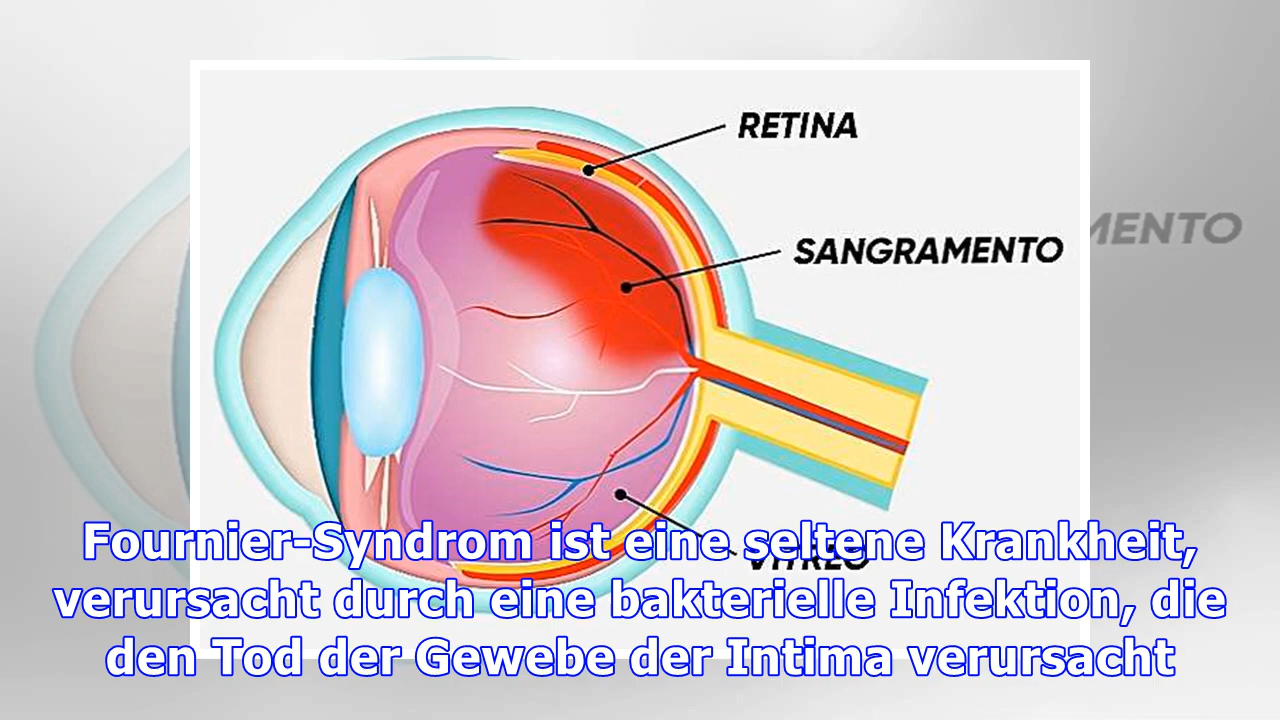 RETINA
SANGRAMENTO
MENTO
VÍTREO
Fournier-Syndrom ist eine seltene Krankheit,
verursacht durch eine bakterielle Infektion, die
den Tod der Gewebe der Intima verursacht